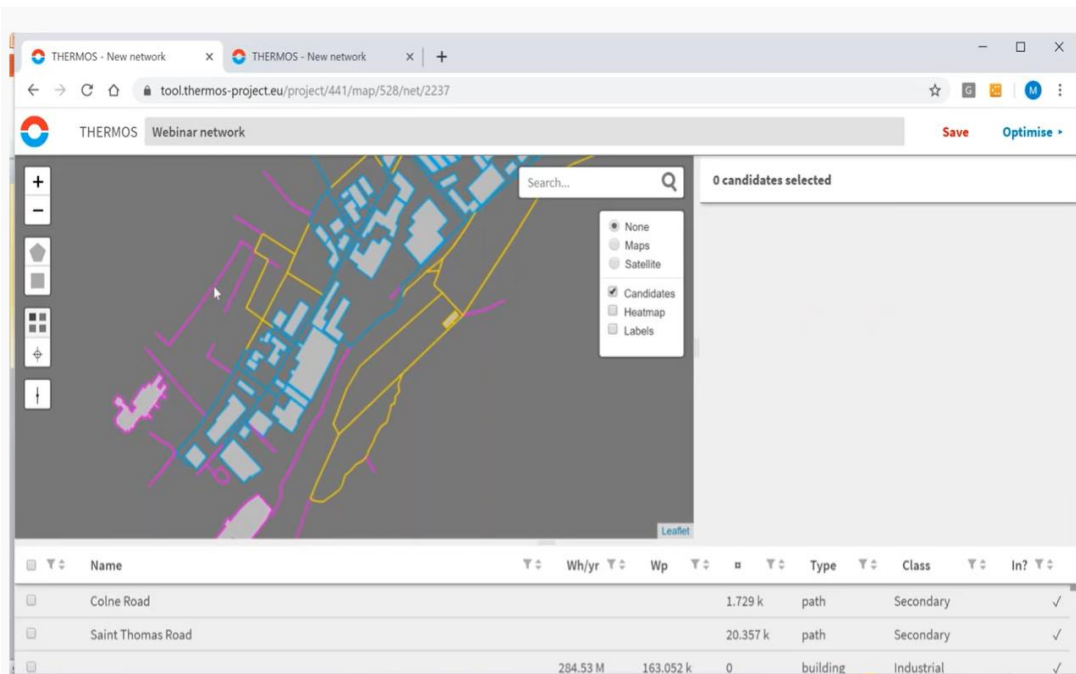 THERMOS - New network
THERMOS - New network
tool.thermos-project.eu/project/441/map/528/net/2237
G
M
THERMOS Webinar network Save Optimise
Search...
0 candidates selected
None
Maps
Satellite
Candidates
Heatmap
Labels
Leaflet
Name Wh/yr Wp ¤ Type Class In?
Colne Road 1.729 k path Secondary ✓
Saint Thomas Road 20.357 k path Secondary ✓
284.53 M 163.052 k 0 building Industrial ✓